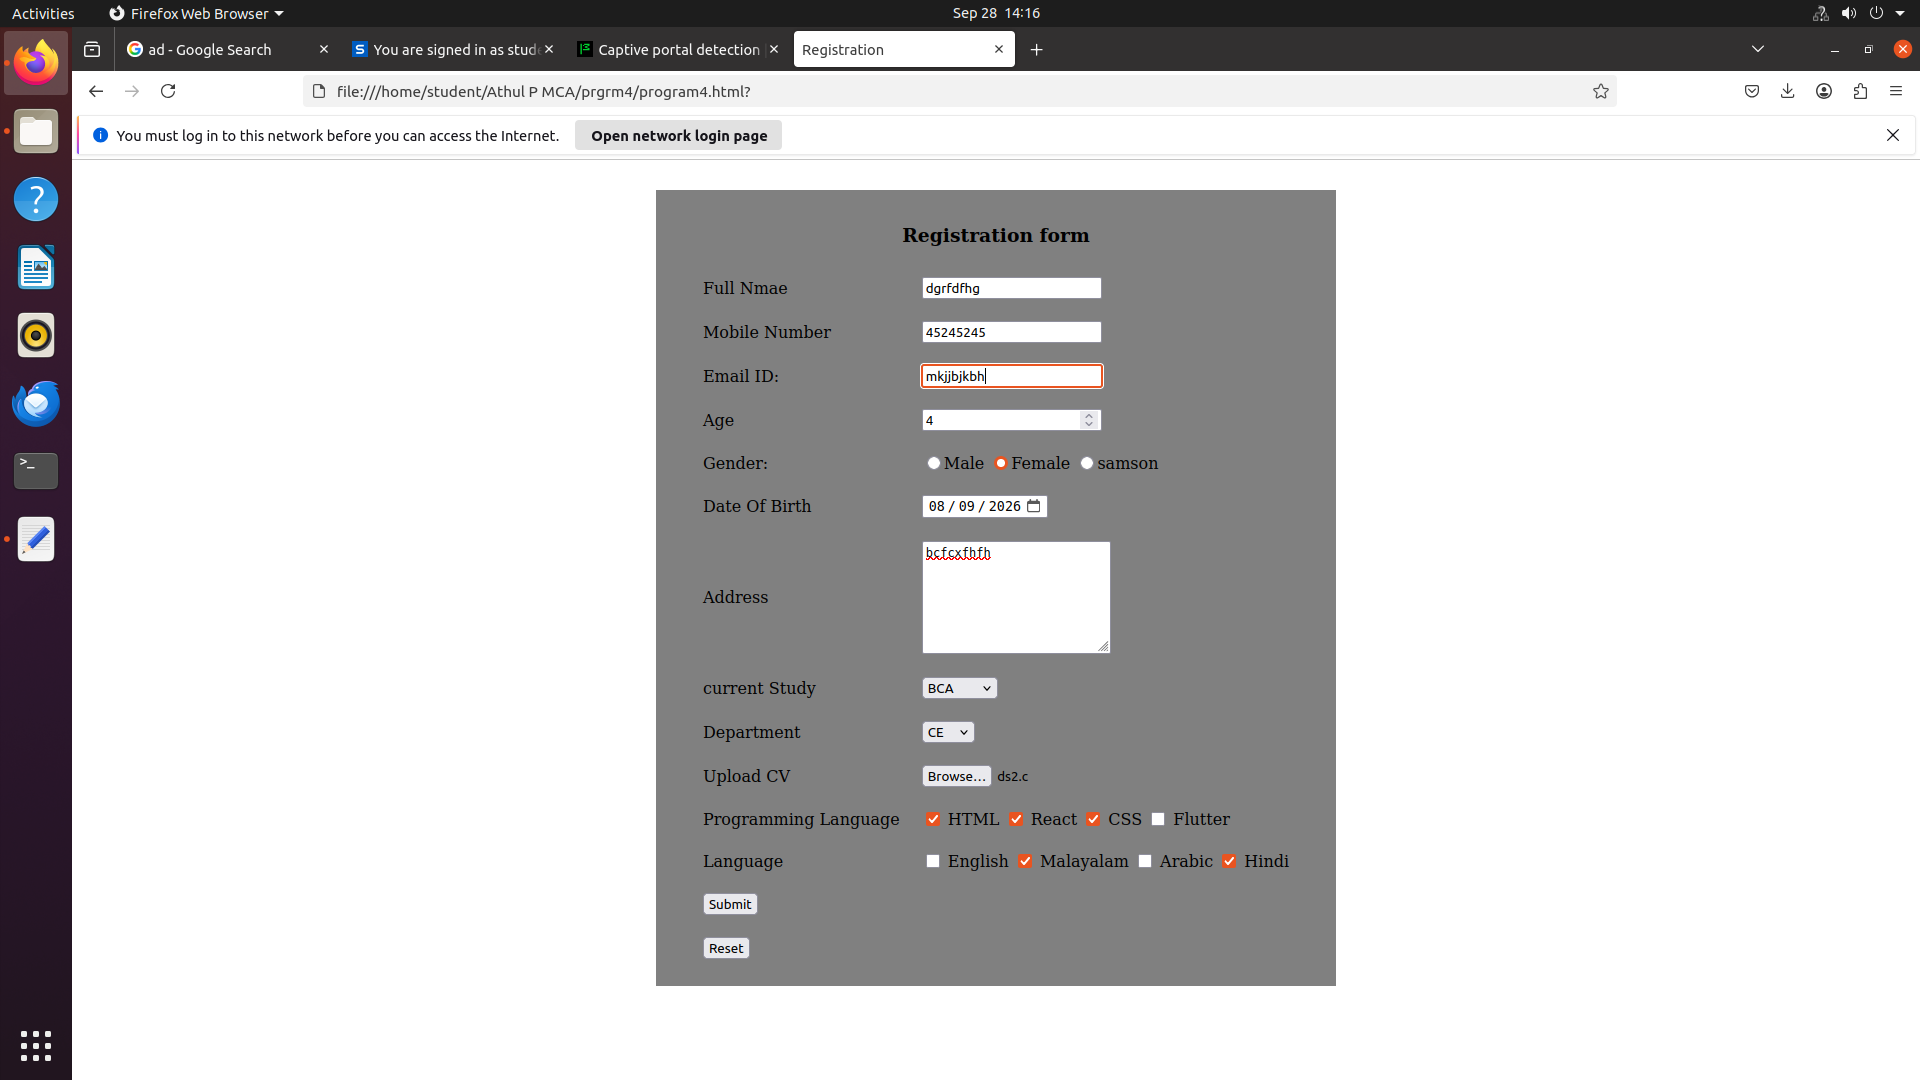 Activities Firefox Web Browser Sep 28 14:16
ad - Google Search You are signed in as stud Captive portal detection Registration
file:///home/student/Athul P MCA/prgrm4/program4.html?
You must log in to this network before you can access the Internet. Open network login page
Registration form
Full Nmae dgrfdfhg
Mobile Number 45245245
Email ID: mkjjbjkbh
Age 4
Gender: Male Female samson
Date Of Birth 08 / 09 / 2026
Address bcfcxfhfh
current Study BCA
Department CE
Upload CV Browse... ds2.c
Programming Language HTML React CSS Flutter
Language English Malayalam Arabic Hindi
Submit
Reset